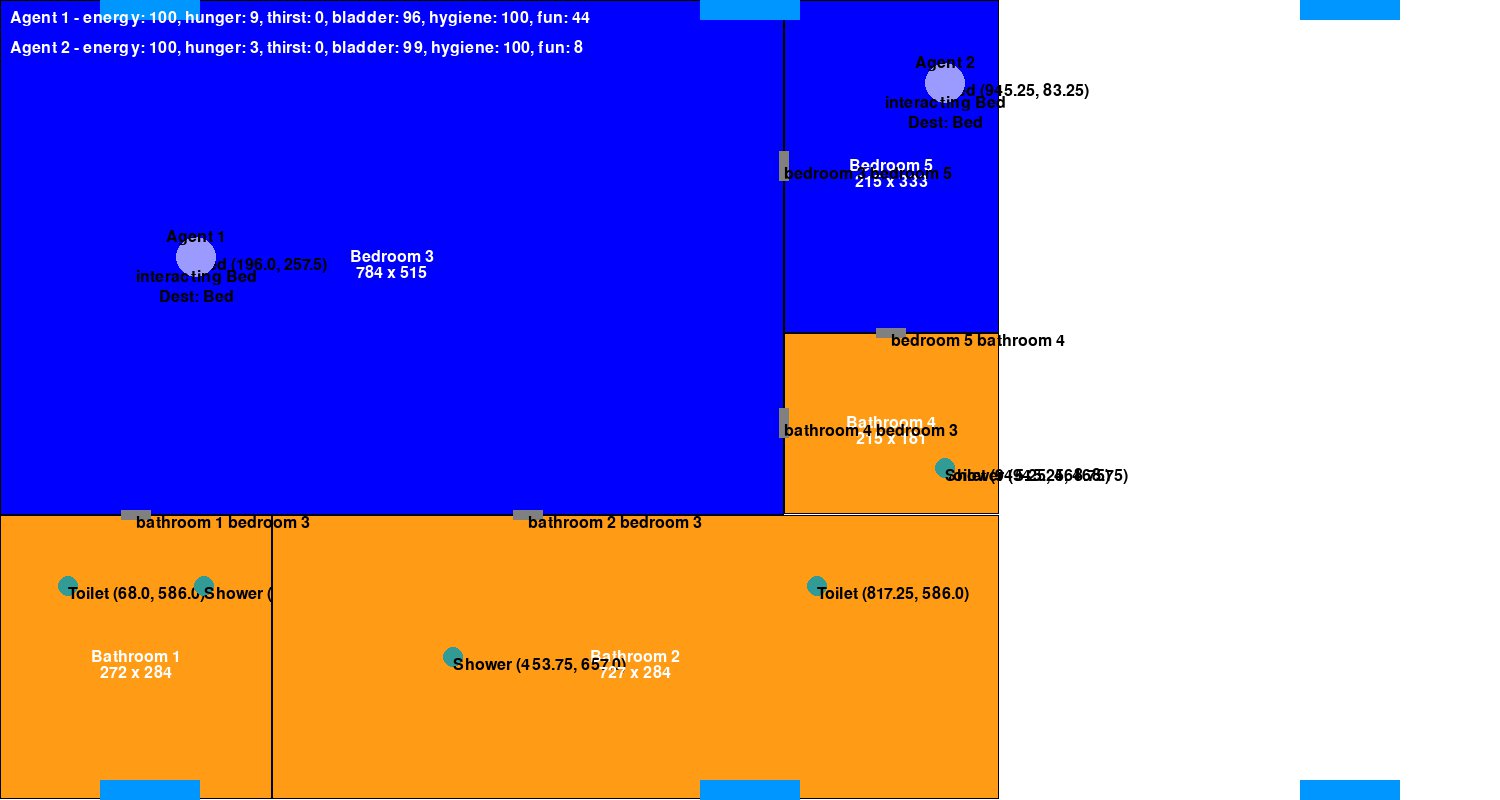 Agent 1 - energy: 100, hunger: 9, thirst: 0, bladder: 96, hygiene: 100, fun: 44
Agent 2 - energy: 100, hunger: 3, thirst: 0, bladder: 99, hygiene: 100, fun: 8
Agent 2
(945.25, 83.25)
interacting Bed
Dest: Bed
Bedroom 5
bedroom 3 bedroom 5
215 x 333
Agent 1
(196.0, 257.5)
interacting Bed
Dest: Bed
Bedroom 3
784 x 515
bedroom 5 bathroom 4
Bathroom 4
bathroom 4 bedroom 3
215 x 181
bathroom 1 bedroom 3
bathroom 2 bedroom 3
Toilet (68.0, 586.0)
Shower (
Toilet (817.25, 586.0)
Bathroom 1
272 x 284
Shower (453.75, 657.0)
Bathroom 2
727 x 284